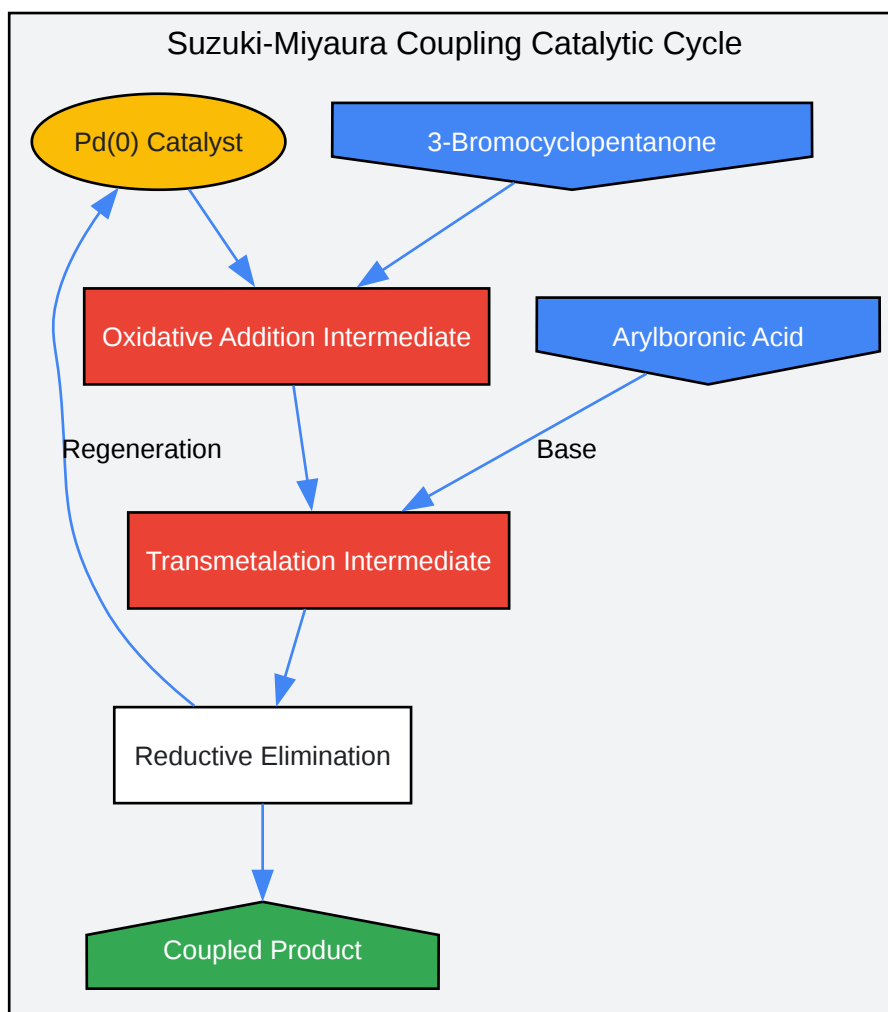 Suzuki-Miyaura Coupling Catalytic Cycle
Pd(0) Catalyst
3-Bromocyclopentanone
Oxidative Addition Intermediate
Arylboronic Acid
Regeneration
Base
Transmetalation Intermediate
Reductive Elimination
Coupled Product